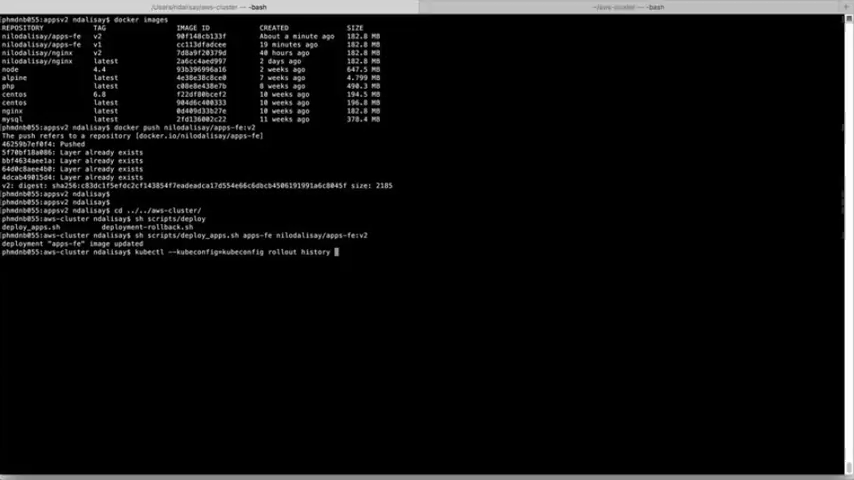 /Users/ndalisay/aws-cluster — -bash
~/aws-cluster — -bash
phmdnb055:appsv2 ndalisay$ docker images
REPOSITORY TAG IMAGE ID CREATED SIZE
nilodalisay/apps-fe v2 90f148cb133f About a minute ago 182.8 MB
nilodalisay/apps-fe v1 cc113dfadcee 19 minutes ago 182.8 MB
nilodalisay/nginx v2 7d8a9f20379d 40 hours ago 182.8 MB
nilodalisay/nginx latest 2a6cc4aed997 2 days ago 182.8 MB
node 4.4 93b396996a16 2 weeks ago 647.5 MB
alpine latest 4e38e38c8ce0 7 weeks ago 4.799 MB
php latest c08e8e438e7b 8 weeks ago 490.3 MB
centos 6.8 f22df80bcef2 10 weeks ago 194.5 MB
centos latest 904d6c400333 10 weeks ago 196.8 MB
nginx latest 0d409d33b27e 10 weeks ago 182.8 MB
mysql latest 2fd136002c22 11 weeks ago 378.4 MB
phmdnb055:appsv2 ndalisay$ docker push nilodalisay/apps-fe:v2
The push refers to a repository [docker.io/nilodalisay/apps-fe]
46259b7ef0f4: Pushed
5f70bf18a086: Layer already exists
bbf4634aee1a: Layer already exists
64d0c8aee4b0: Layer already exists
4dcab49015d4: Layer already exists
v2: digest: sha256:c83dc1f5efdc2cf143854f7eadeadca17d554e66c6dbcb4506191991a6c8045f size: 2185
phmdnb055:appsv2 ndalisay$
phmdnb055:appsv2 ndalisay$
phmdnb055:appsv2 ndalisay$ cd ../../aws-cluster/
phmdnb055:aws-cluster ndalisay$ sh scripts/deploy
deploy_apps.sh deployment-rollback.sh
phmdnb055:aws-cluster ndalisay$ sh scripts/deploy_apps.sh apps-fe nilodalisay/apps-fe:v2
deployment "apps-fe" image updated
phmdnb055:aws-cluster ndalisay$ kubectl --kubeconfig=kubeconfig rollout history